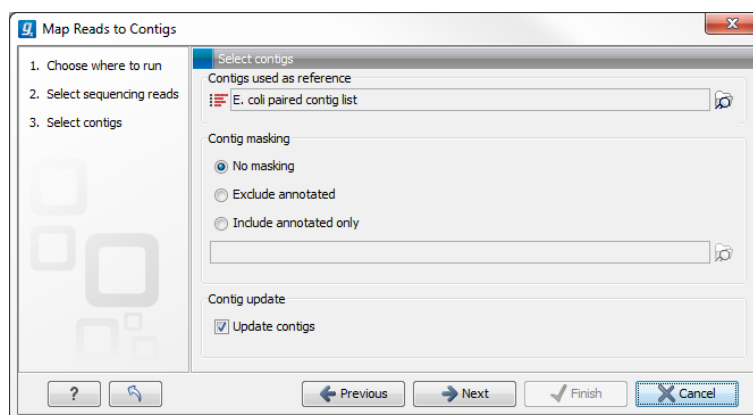 Map Reads to Contigs
x
1. Choose where to run
2. Select sequencing reads
3. Select contigs
Select contigs
Contigs used as reference
E. coli paired contig list
Contig masking
No masking
Exclude annotated
Include annotated only
Contig update
Update contigs
?
Previous
Next
Finish
Cancel